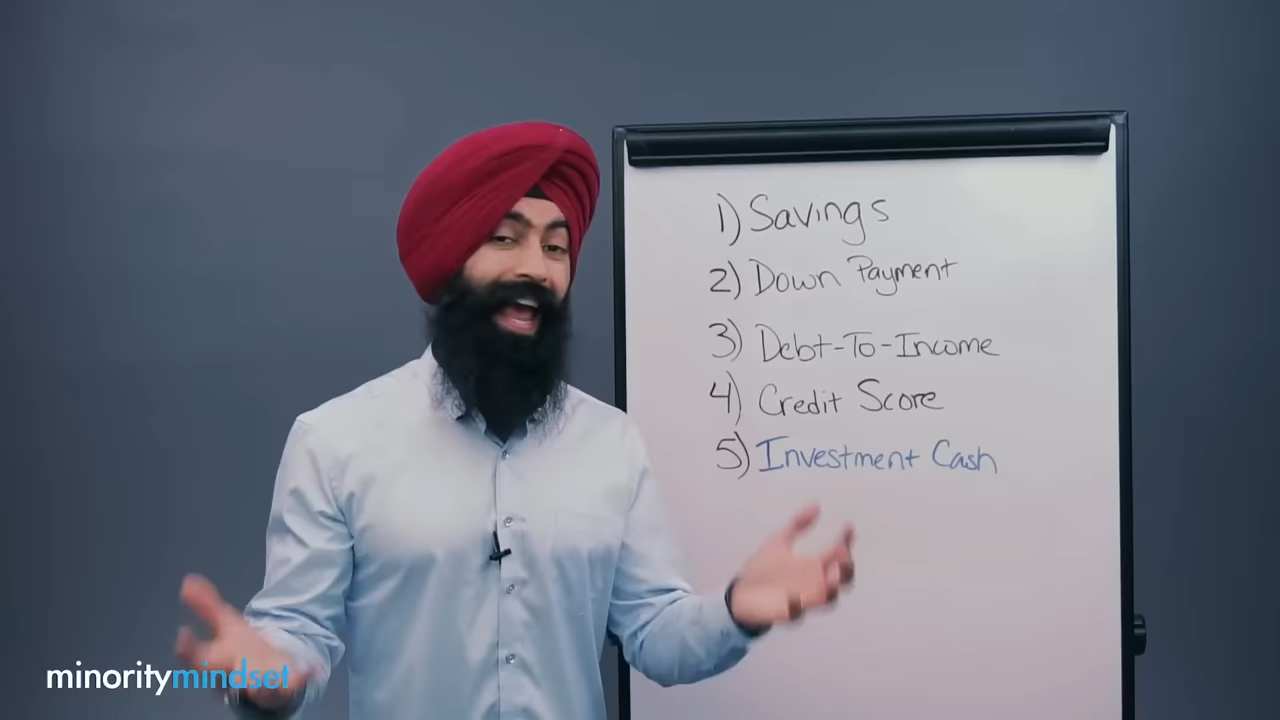 1) Savings
2) Down Payment
3) Debt-To-Income
4) Credit Score
5) Investment Cash
minoritymindset